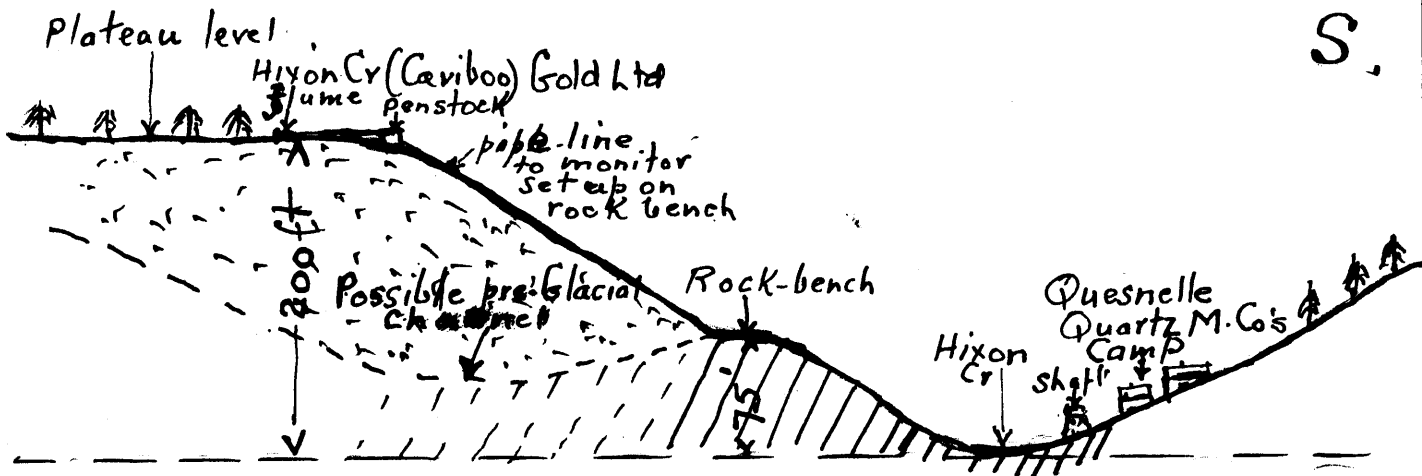 S.
Plateau level
Hixon Cr (Cariboo) Gold Ltd
flume
penstock
pipe-line
to monitor
set up on
rock bench
200 ft
Possible pre-Glacial
channel
Rock-bench
75'
Hixon
Cr
Shaft
Quesnelle
Quartz M. Co's
Camp